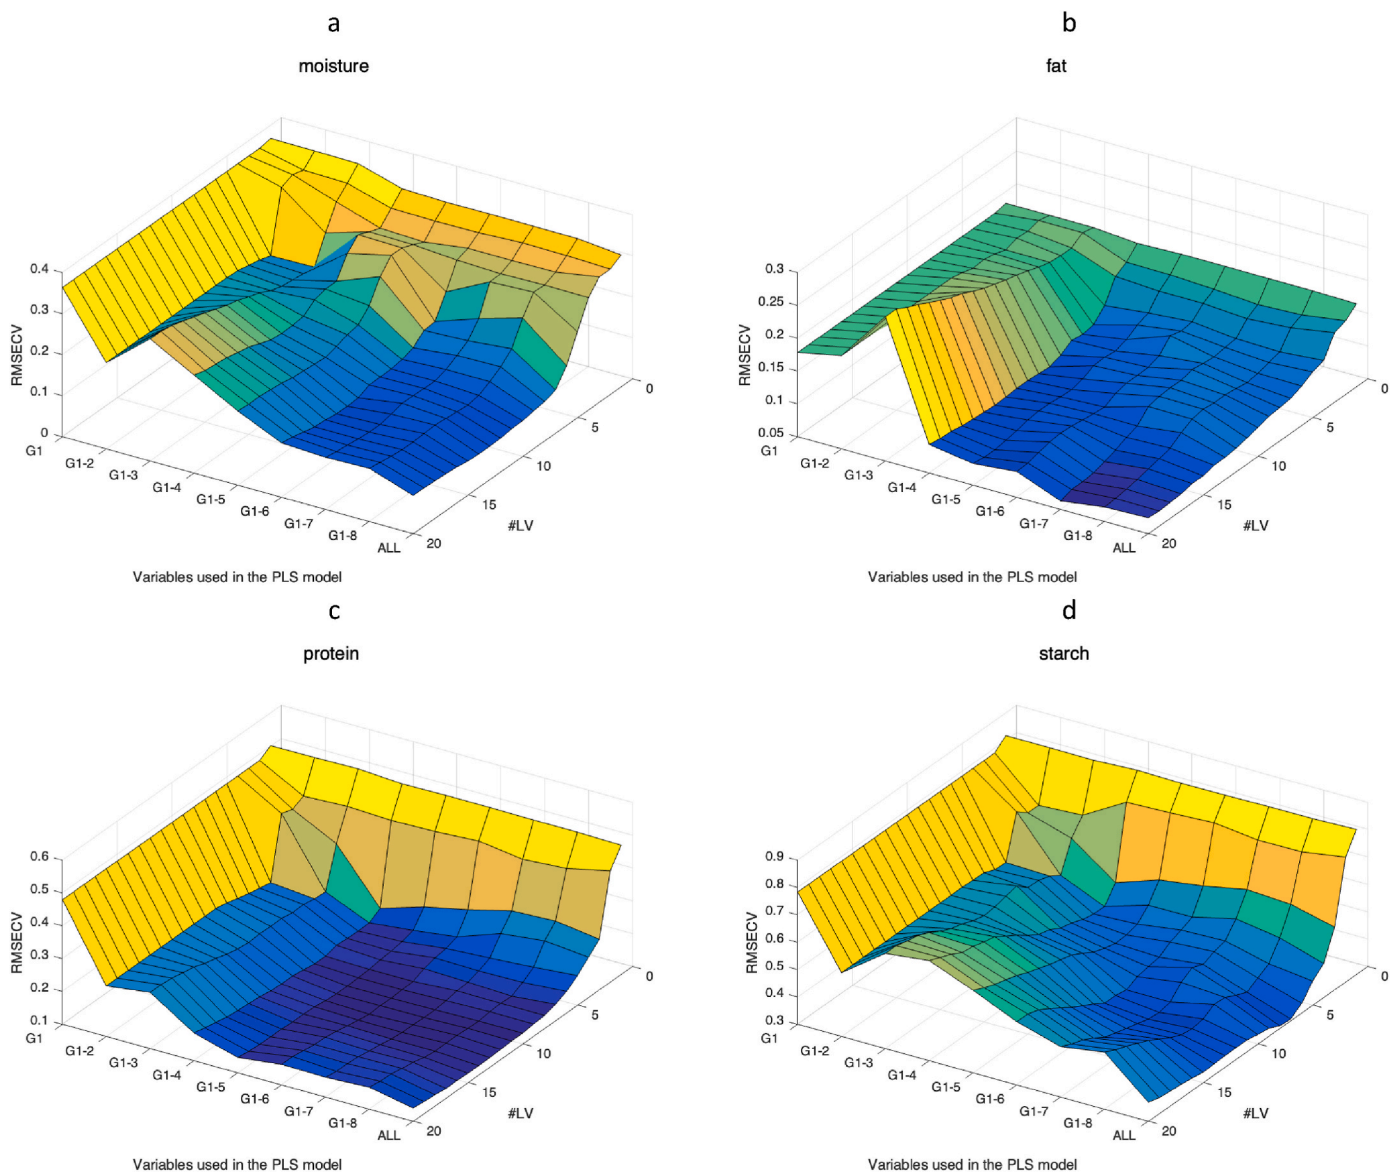 a
moisture
0.4
0.3
0.2
0.1
0
RMSECV
G1
G1-2
G1-3
G1-4
G1-5
G1-6
G1-7
G1-8
ALL
0
5
10
15
20
#LV
Variables used in the PLS model
b
fat
0.3
0.25
0.2
0.15
0.1
0.05
RMSECV
G1
G1-2
G1-3
G1-4
G1-5
G1-6
G1-7
G1-8
ALL
0
5
10
15
20
#LV
Variables used in the PLS model
c
protein
0.6
0.5
0.4
0.3
0.2
0.1
RMSECV
G1
G1-2
G1-3
G1-4
G1-5
G1-6
G1-7
G1-8
ALL
0
5
10
15
20
#LV
Variables used in the PLS model
d
starch
0.9
0.8
0.7
0.6
0.5
0.4
0.3
RMSECV
G1
G1-2
G1-3
G1-4
G1-5
G1-6
G1-7
G1-8
ALL
0
5
10
15
20
#LV
Variables used in the PLS model